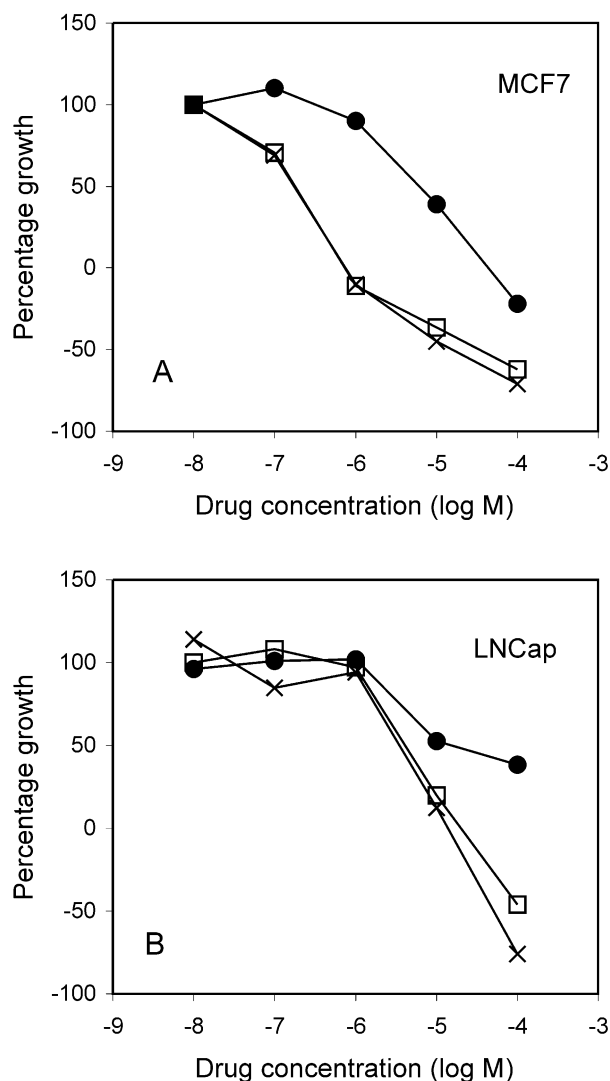 150
MCF7
100
50
0
-50
-100
Percentage growth
A
-9 -8 -7 -6 -5 -4 -3
Drug concentration (log M)
150
LNCap
100
50
0
-50
-100
Percentage growth
B
-9 -8 -7 -6 -5 -4 -3
Drug concentration (log M)